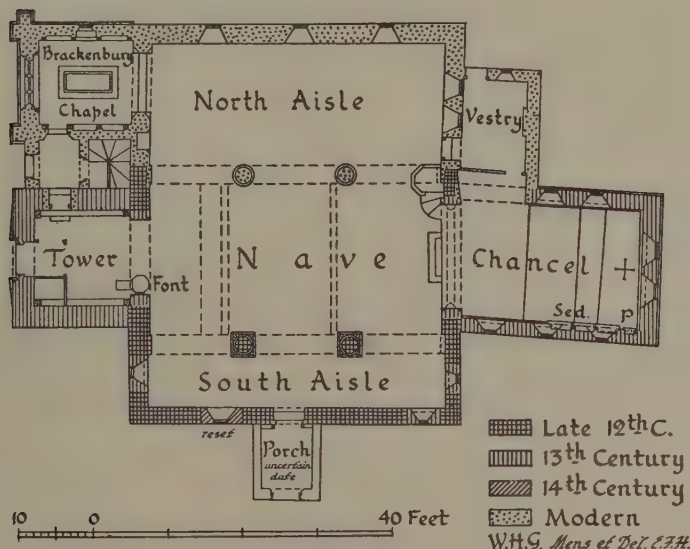 Brackenbury
Chapel
North Aisle
Vestry
Tower
Font
Nave
Chancel
Sed. P
South Aisle
reset
Porch
uncertain
date
Late 12th C.
13th Century
14th Century
Modern
10 0 40 Feet
W.H.G. Mens et Del. E.F.H.